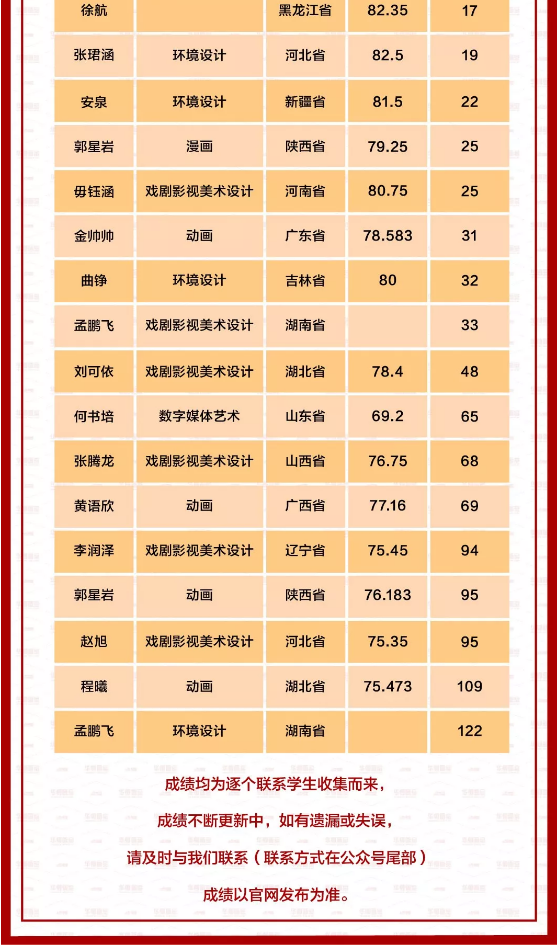 徐航 黑龙江省 82.35 17
张珺涵 环境设计 河北省 82.5 19
安泉 环境设计 新疆省 81.5 22
郭星岩 漫画 陕西省 79.25 25
毋钰涵 戏剧影视美术设计 河南省 80.75 25
金帅帅 动画 广东省 78.583 31
曲铮 环境设计 吉林省 80 32
孟鹏飞 戏剧影视美术设计 湖南省 33
刘可依 戏剧影视美术设计 湖北省 78.4 48
何书培 数字媒体艺术 山东省 69.2 65
张腾龙 戏剧影视美术设计 山西省 76.75 68
黄语欣 动画 广西省 77.16 69
李润泽 戏剧影视美术设计 辽宁省 75.45 94
郭星岩 动画 陕西省 76.183 95
赵旭 戏剧影视美术设计 河北省 75.35 95
程曦 动画 湖北省 75.473 109
孟鹏飞 环境设计 湖南省 122
成绩均为逐个联系学生收集而来，
成绩不断更新中，如有遗漏或失误，
请及时与我们联系（联系方式在公众号尾部）
成绩以官网发布为准。